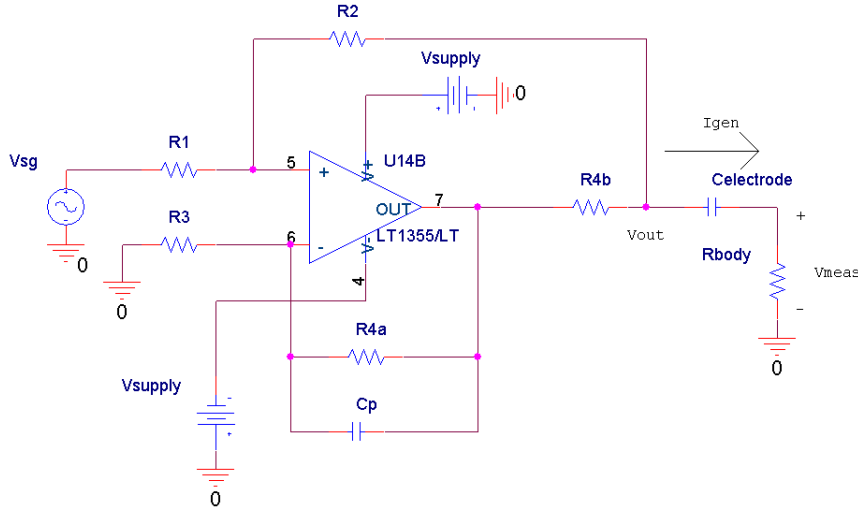 R2
Vsupply
0
Igen
R1
5
V+
U14B
Vsg
+
R4b
Celectrode
7
OUT
R3
6
-
V-
LT1355/LT
+
Vout
Rbody
0
4
Vmeas
0
-
R4a
0
Vsupply
-
Cp
+
0